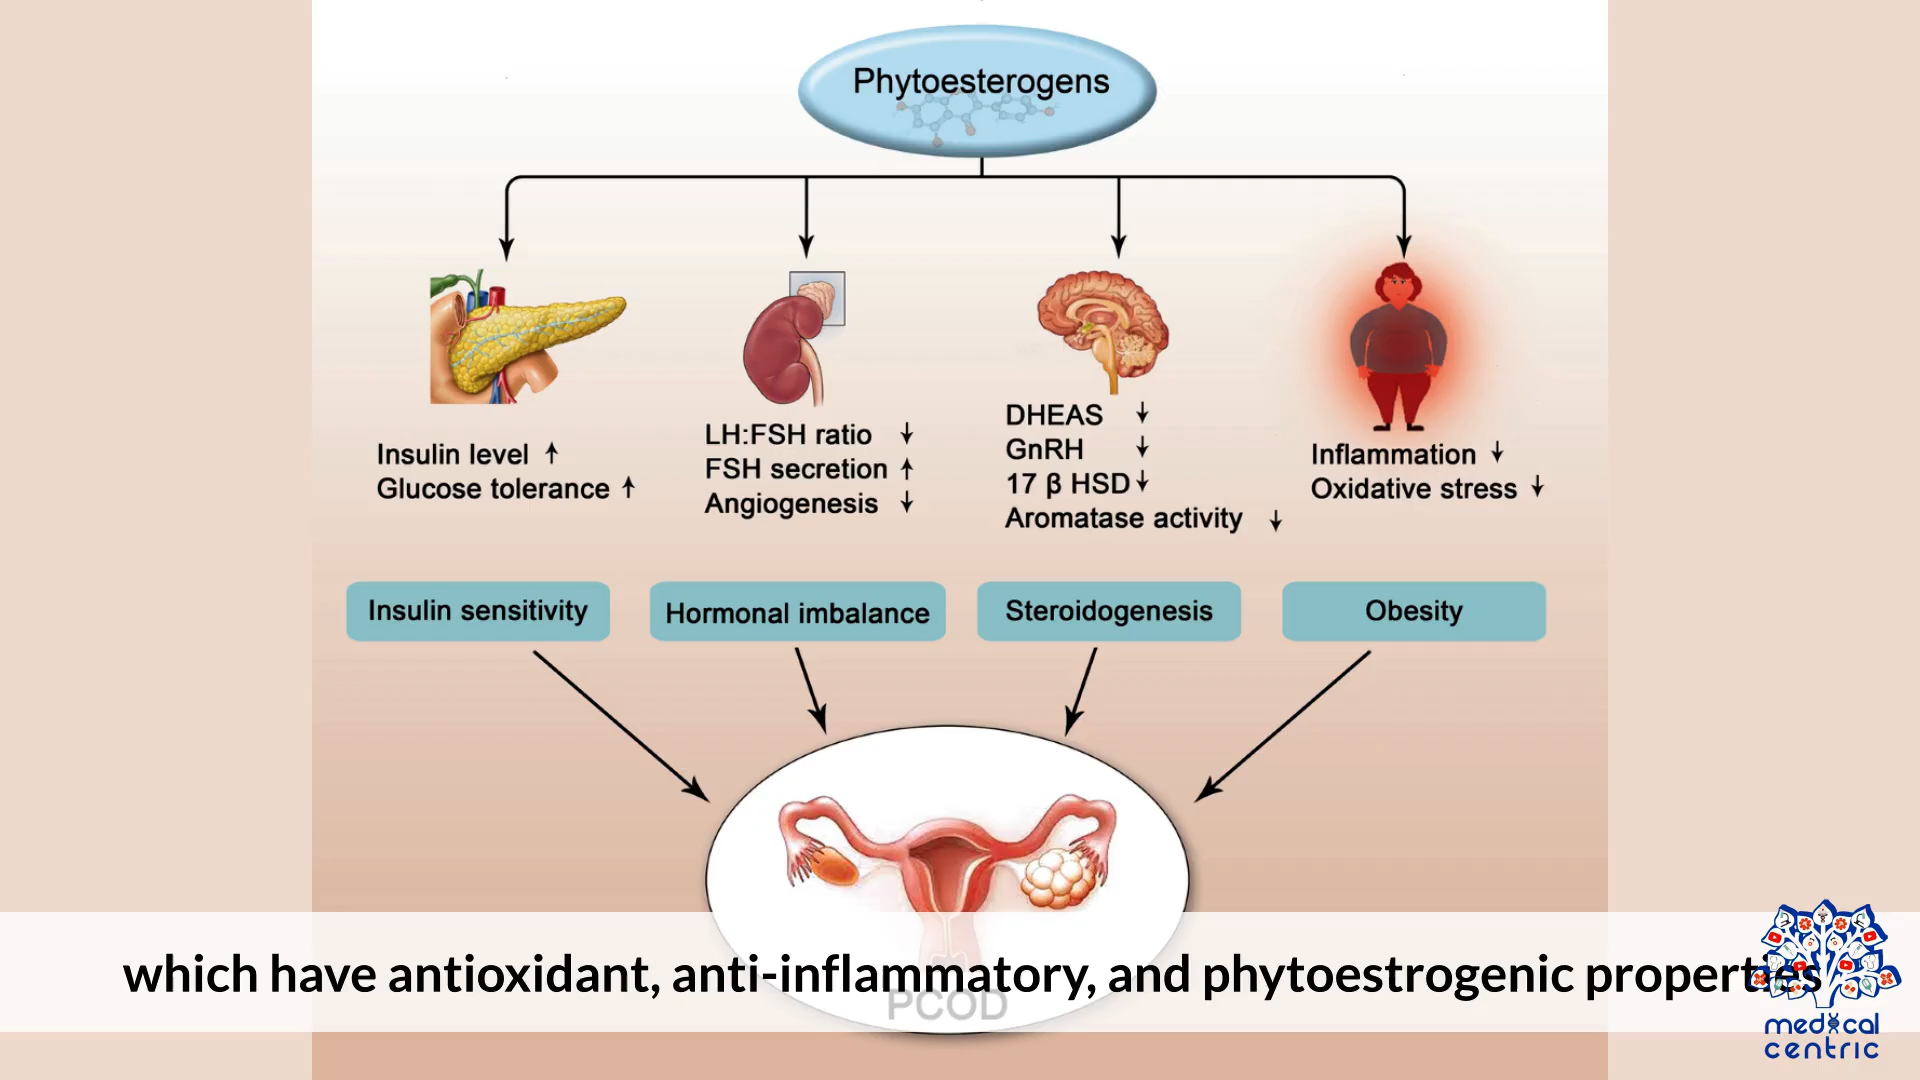 Phytoesterogens
Insulin level ↑
Glucose tolerance ↑
LH:FSH ratio ↓
FSH secretion ↑
Angiogenesis ↓
DHEAS ↓
GnRH ↓
17 β HSD ↓
Aromatase activity ↓
Inflammation ↓
Oxidative stress ↓
Insulin sensitivity
Hormonal imbalance
Steroidogenesis
Obesity
which have antioxidant, anti-inflammatory, and phytoestrogenic properties
PCOD
medical
centric